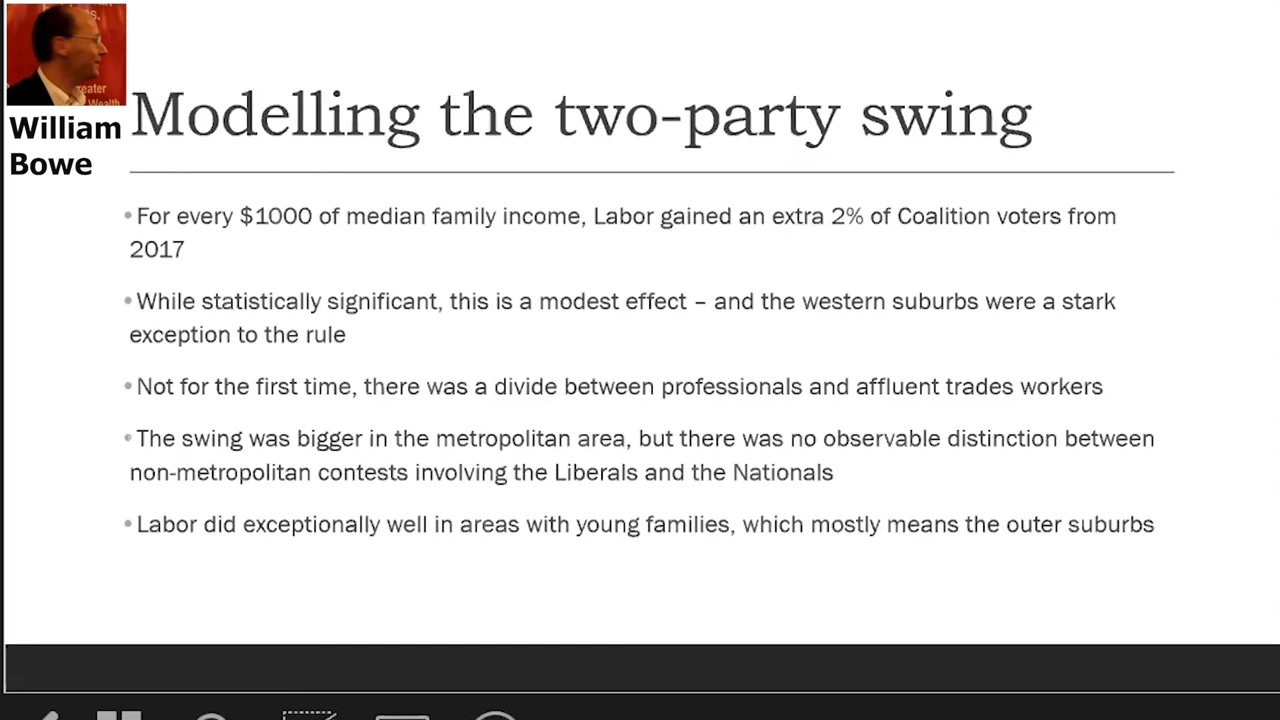 s.
eater
Wealth
William
Bowe
Modelling the two-party swing
• For every $1000 of median family income, Labor gained an extra 2% of Coalition voters from
2017
• While statistically significant, this is a modest effect – and the western suburbs were a stark
exception to the rule
• Not for the first time, there was a divide between professionals and affluent trades workers
• The swing was bigger in the metropolitan area, but there was no observable distinction between
non-metropolitan contests involving the Liberals and the Nationals
• Labor did exceptionally well in areas with young families, which mostly means the outer suburbs